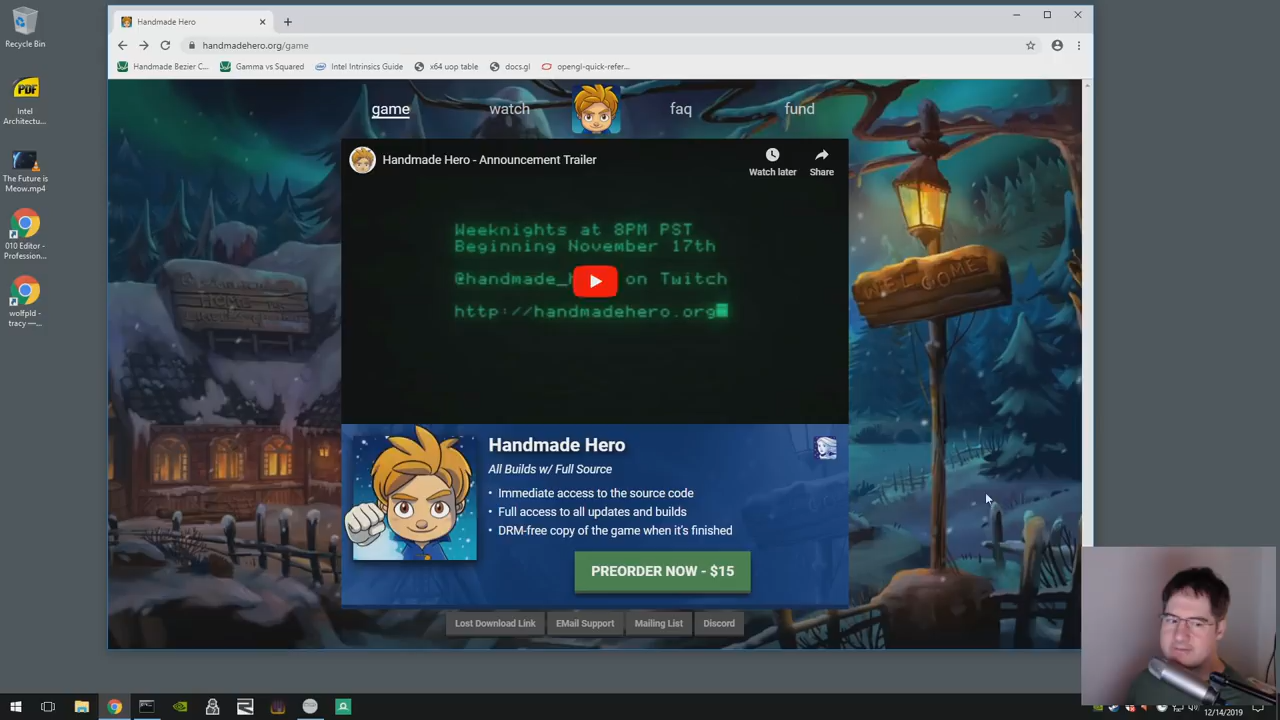 Recycle Bin
Intel
Architectu...
The Future is
Meow.mp4
010 Editor -
Profession...
wolfpld -
tracy —...
Handmade Hero
handmadehero.org/game
Handmade Bezier C...
Gamma vs Squared
Intel Intrinsics Guide
x64 uop table
docs.gl
opengl-quick-refer...
game
watch
faq
fund
Handmade Hero - Announcement Trailer
Watch later
Share
Weeknights at 8PM PST
Beginning November 17th
@handmade_h on Twitch
http://handmadehero.org
WELCOME
Handmade Hero
All Builds w/ Full Source
• Immediate access to the source code
• Full access to all updates and builds
• DRM-free copy of the game when it's finished
PREORDER NOW - $15
Lost Download Link
EMail Support
Mailing List
Discord
12/14/2019
PDF